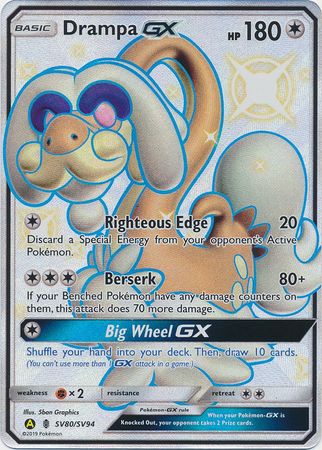 BASIC Drampa GX HP 180
Righteous Edge 20
Discard a Special Energy from your opponent's Active
Pokémon.
Berserk 80+
If your Benched Pokémon have any damage counters on
them, this attack does 70 more damage.
Big Wheel GX
Shuffle your hand into your deck. Then, draw 10 cards.
(You can't use more than 1 GX attack in a game.)
weakness × 2 resistance retreat
Illus. 5ban Graphics
Pokémon-GX rule
When your Pokémon-GX is
Knocked Out, your opponent takes 2 Prize cards.
A SV80/SV94
©2019 Pokémon